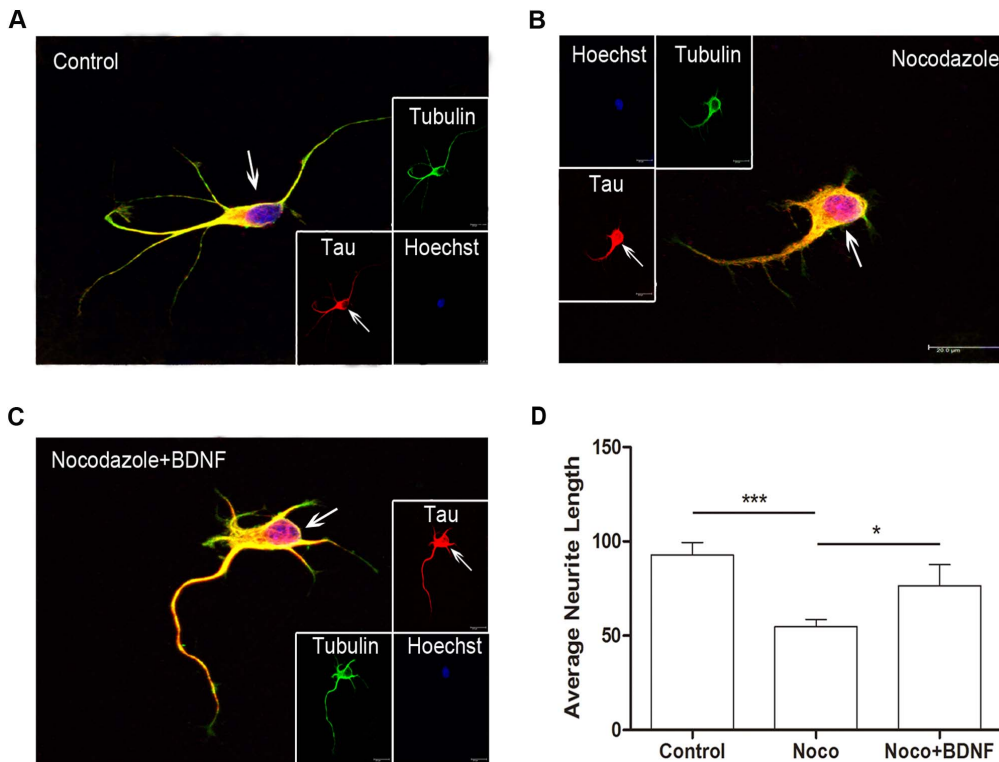 A
Control
Tubulin
Tau
Hoechst
B
Hoechst
Tubulin
Nocodazole
Tau
20.0 µm
C
Nocodazole+BDNF
Tau
Tubulin
Hoechst
D
Average Neurite Length
150
100
50
0
***
*
Control
Noco
Noco+BDNF